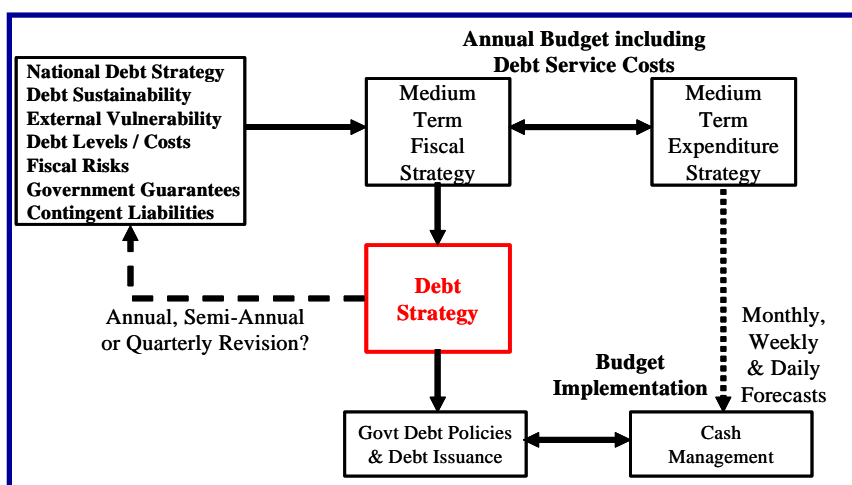 Annual Budget including
Debt Service Costs
National Debt Strategy
Debt Sustainability
External Vulnerability
Debt Levels / Costs
Fiscal Risks
Government Guarantees
Contingent Liabilities
Medium
Term
Fiscal
Strategy
Medium
Term
Expenditure
Strategy
Debt
Strategy
Annual, Semi-Annual
or Quarterly Revision?
Monthly,
Weekly
& Daily
Forecasts
Budget
Implementation
Govt Debt Policies
& Debt Issuance
Cash
Management